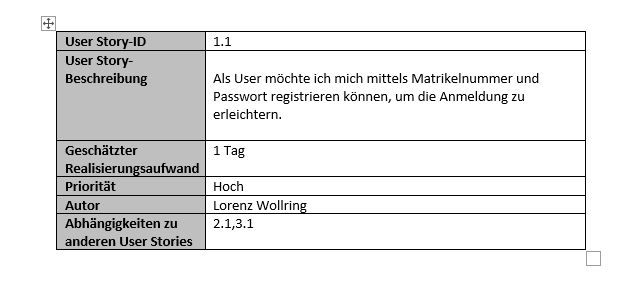 User Story-ID 1.1
User Story-
Beschreibung
Als User möchte ich mich mittels Matrikelnummer und
Passwort registrieren können, um die Anmeldung zu
erleichtern.
Geschätzter 1 Tag
Realisierungsaufwand
Priorität Hoch
Autor Lorenz Wollring
Abhängigkeiten zu 2.1,3.1
anderen User Stories